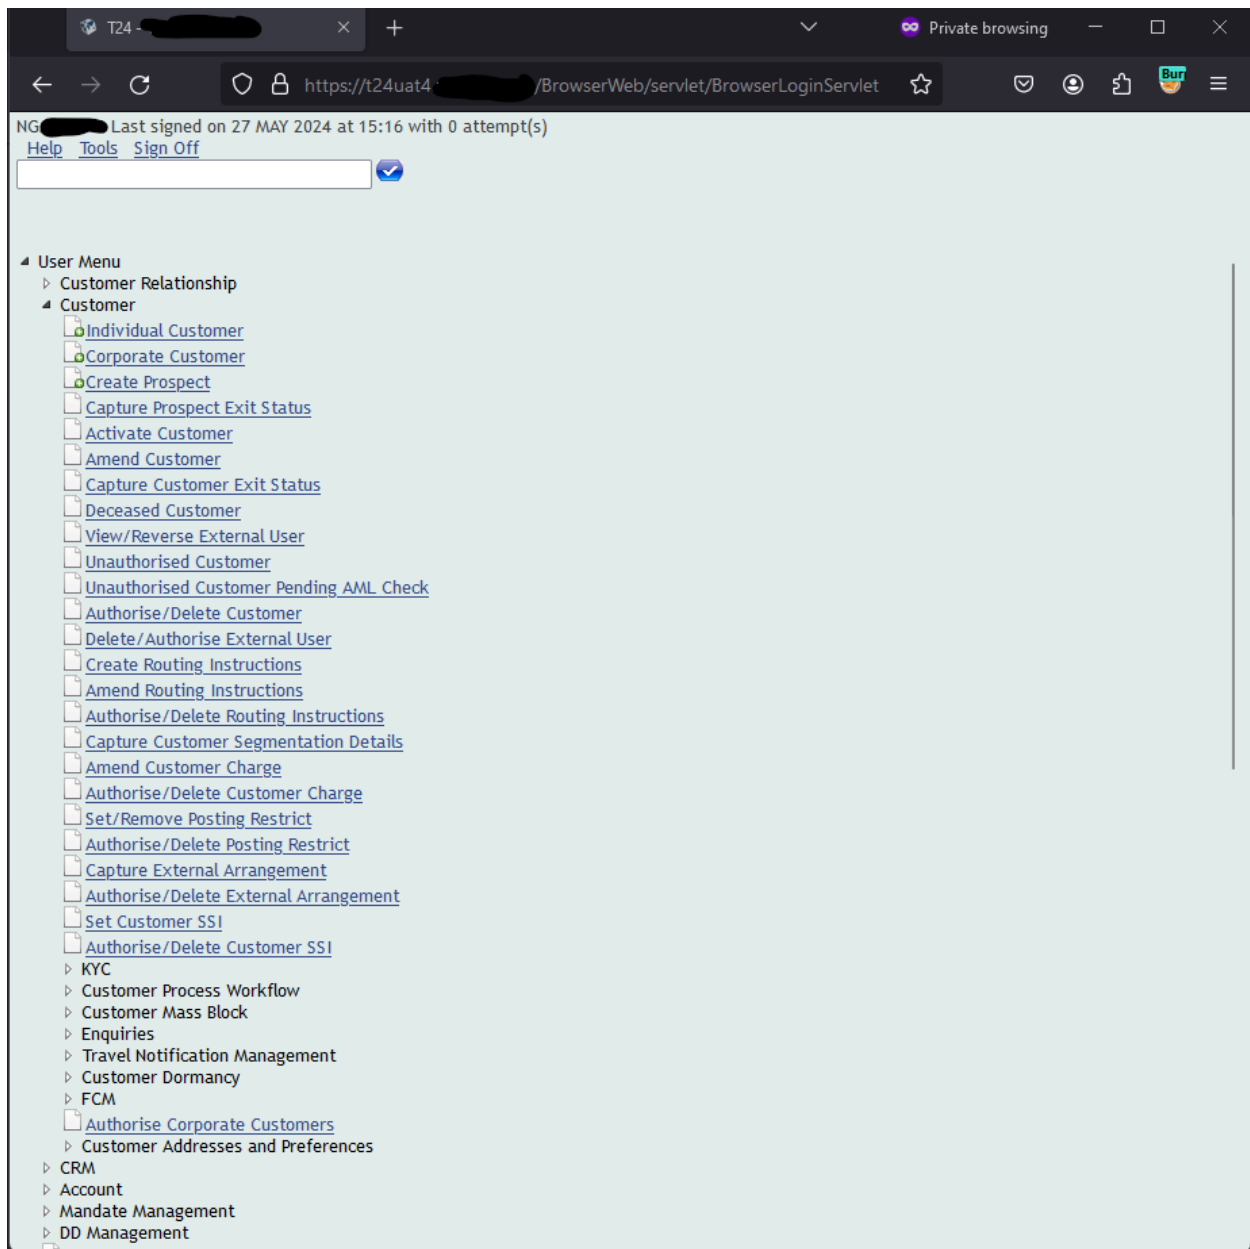 T24 -
Private browsing
https://t24uat4. /BrowserWeb/servlet/BrowserLoginServlet
Bur
NG Last signed on 27 MAY 2024 at 15:16 with 0 attempt(s)
Help Tools Sign Off
User Menu
Customer Relationship
Customer
Individual Customer
Corporate Customer
Create Prospect
Capture Prospect Exit Status
Activate Customer
Amend Customer
Capture Customer Exit Status
Deceased Customer
View/Reverse External User
Unauthorised Customer
Unauthorised Customer Pending AML Check
Authorise/Delete Customer
Delete/Authorise External User
Create Routing Instructions
Amend Routing Instructions
Authorise/Delete Routing Instructions
Capture Customer Segmentation Details
Amend Customer Charge
Authorise/Delete Customer Charge
Set/Remove Posting Restrict
Authorise/Delete Posting Restrict
Capture External Arrangement
Authorise/Delete External Arrangement
Set Customer SSI
Authorise/Delete Customer SSI
KYC
Customer Process Workflow
Customer Mass Block
Enquiries
Travel Notification Management
Customer Dormancy
FCM
Authorise Corporate Customers
Customer Addresses and Preferences
CRM
Account
Mandate Management
DD Management